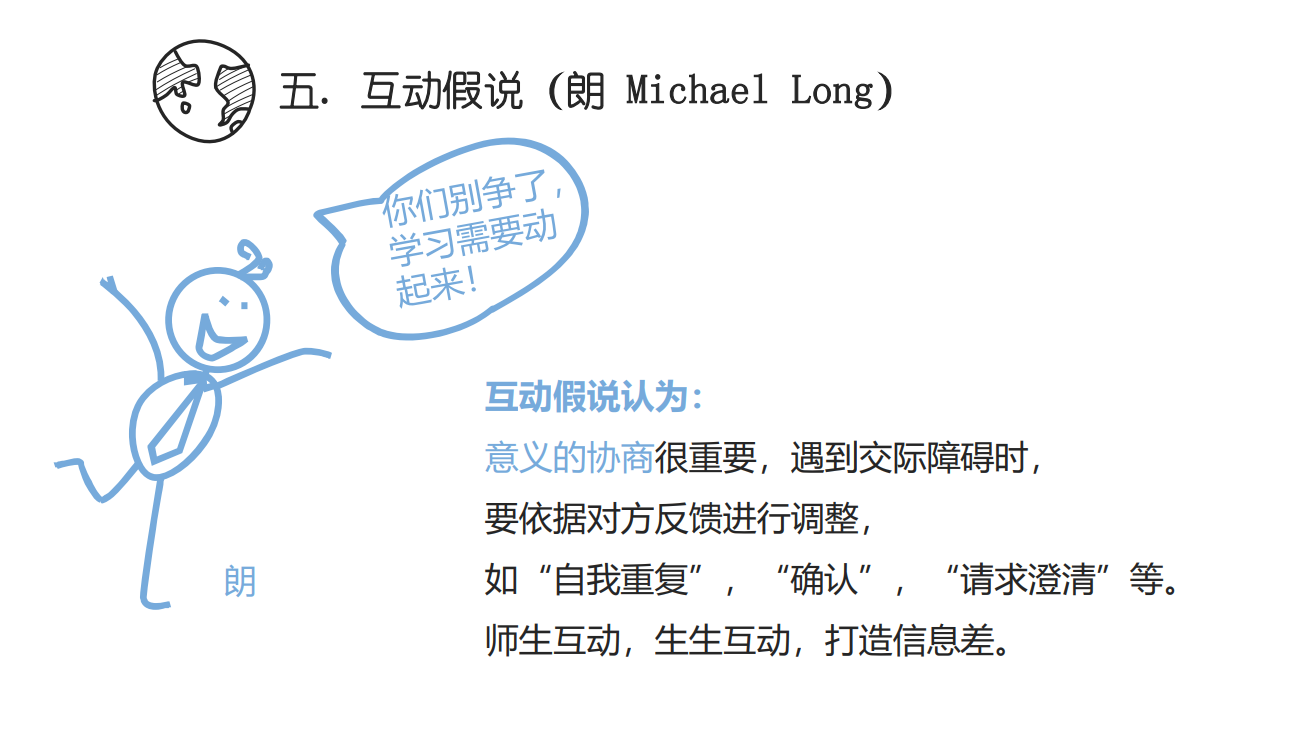 五. 互动假说（朗 Michael Long）
你们别争了，
学习需要动
起来！
互动假说认为：
意义的协商很重要，遇到交际障碍时，
要依据对方反馈进行调整，
如“自我重复”，“确认”，“请求澄清”等。
朗
师生互动，生生互动，打造信息差。